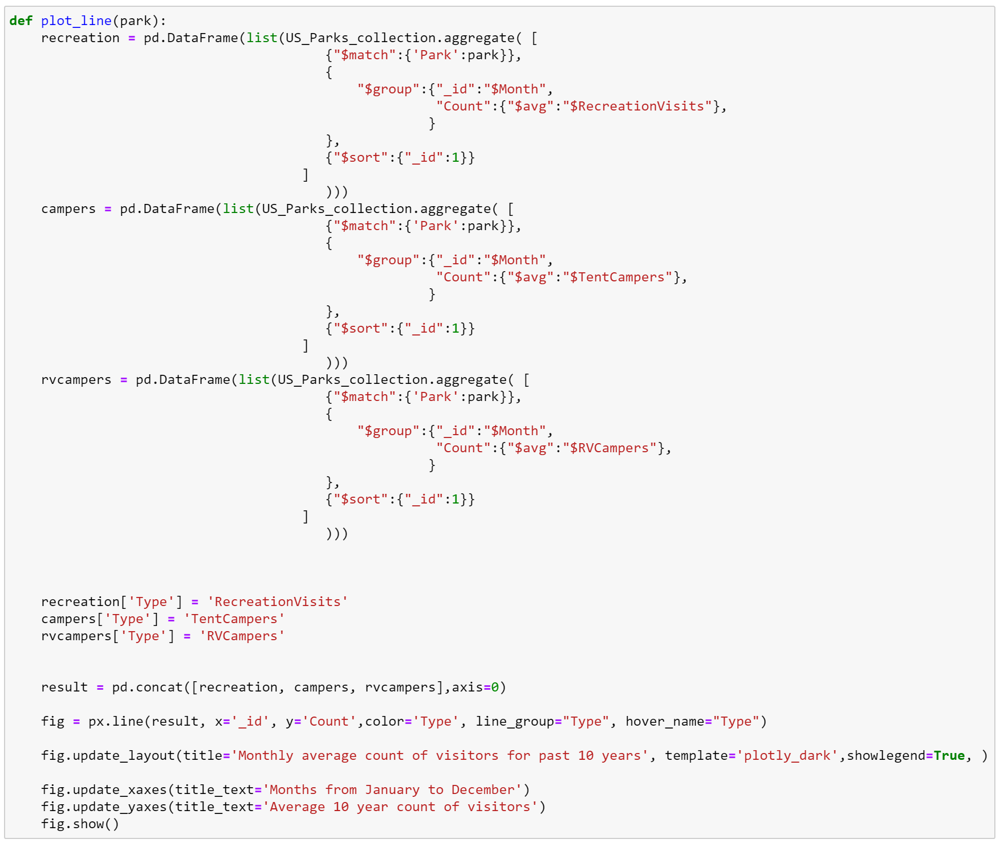 def plot_line(park):
    recreation = pd.DataFrame(list(US_Parks_collection.aggregate( [
                                        {"$match":{'Park':park}},
                                        {
                                            "$group":{"_id":"$Month",
                                                      "Count":{"$avg":"$RecreationVisits"},
                                                     }
                                        },
                                        {"$sort":{"_id":1}}
                                     ]
                                        )))
    campers = pd.DataFrame(list(US_Parks_collection.aggregate( [
                                        {"$match":{'Park':park}},
                                        {
                                            "$group":{"_id":"$Month",
                                                      "Count":{"$avg":"$TentCampers"},
                                                     }
                                        },
                                        {"$sort":{"_id":1}}
                                     ]
                                        )))
    rvcampers = pd.DataFrame(list(US_Parks_collection.aggregate( [
                                        {"$match":{'Park':park}},
                                        {
                                            "$group":{"_id":"$Month",
                                                      "Count":{"$avg":"$RVCampers"},
                                                     }
                                        },
                                        {"$sort":{"_id":1}}
                                     ]
                                        )))
    recreation['Type'] = 'RecreationVisits'
    campers['Type'] = 'TentCampers'
    rvcampers['Type'] = 'RVCampers'
    result = pd.concat([recreation, campers, rvcampers],axis=0)
    fig = px.line(result, x='_id', y='Count',color='Type', line_group="Type", hover_name="Type")
    fig.update_layout(title='Monthly average count of visitors for past 10 years', template='plotly_dark',showlegend=True, )
    fig.update_xaxes(title_text='Months from January to December')
    fig.update_yaxes(title_text='Average 10 year count of visitors')
    fig.show()